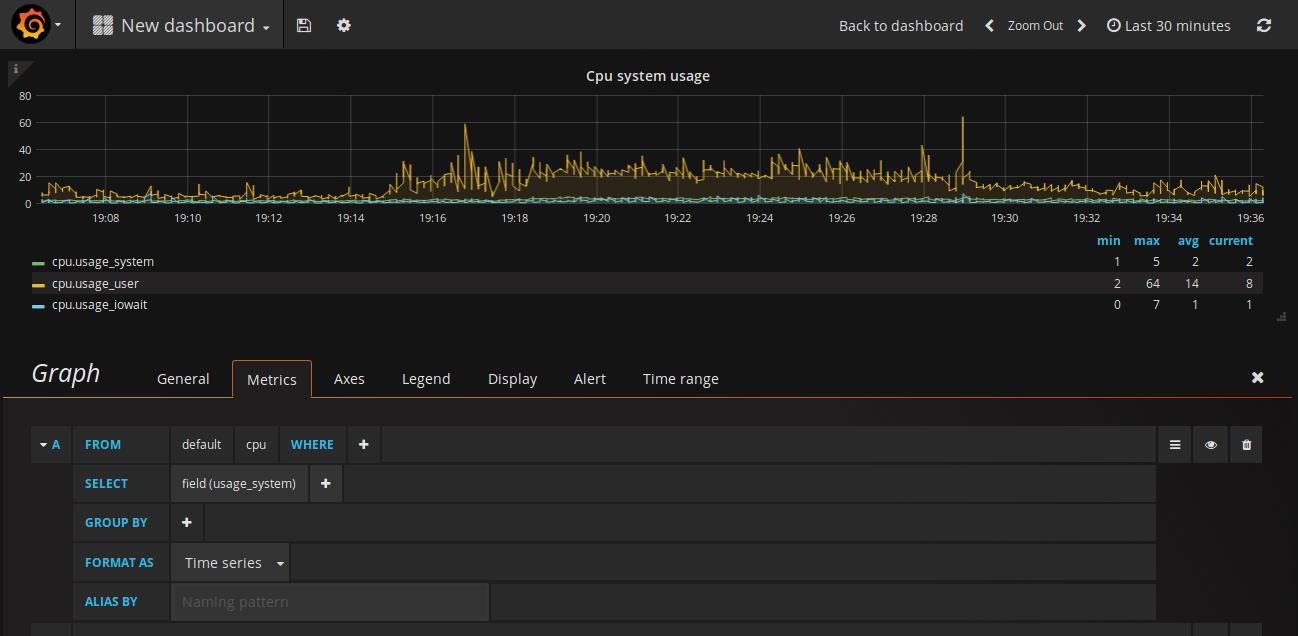 New dashboard
Back to dashboard Zoom Out Last 30 minutes
i
Cpu system usage
80
60
40
20
0
19:08 19:10 19:12 19:14 19:16 19:18 19:20 19:22 19:24 19:26 19:28 19:30 19:32 19:34 19:36
min max avg current
cpu.usage_system 1 5 2 2
cpu.usage_user 2 64 14 8
cpu.usage_iowait 0 7 1 1
Graph General Metrics Axes Legend Display Alert Time range
A FROM default cpu WHERE +
SELECT field (usage_system) +
GROUP BY +
FORMAT AS Time series
ALIAS BY Naming pattern